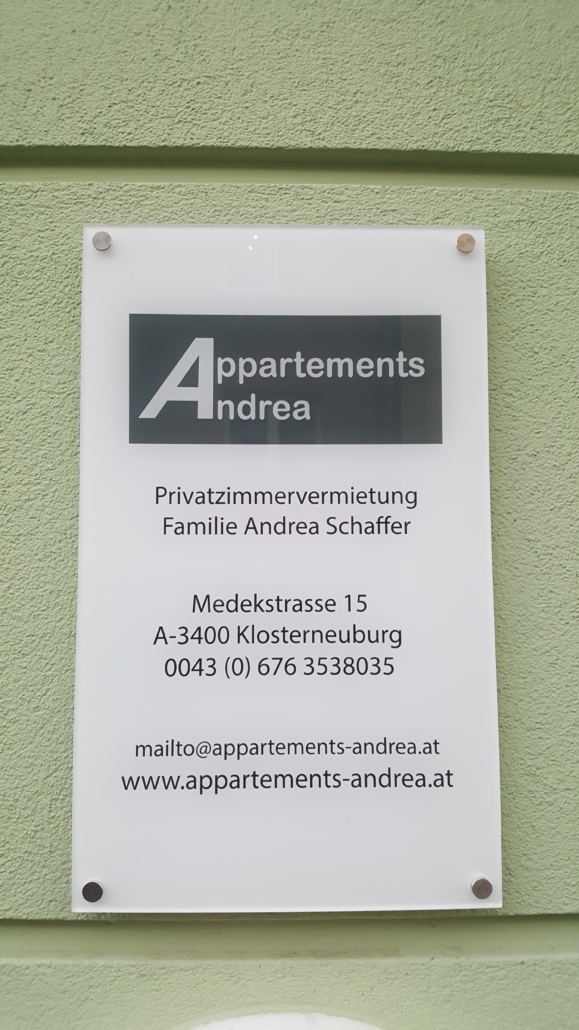 Appartements
Andrea
Privatzimmervermietung
Familie Andrea Schaffer
Medekstrasse 15
A-3400 Klosterneuburg
0043 (0) 676 3538035
mailto@appartements-andrea.at
www.appartements-andrea.at